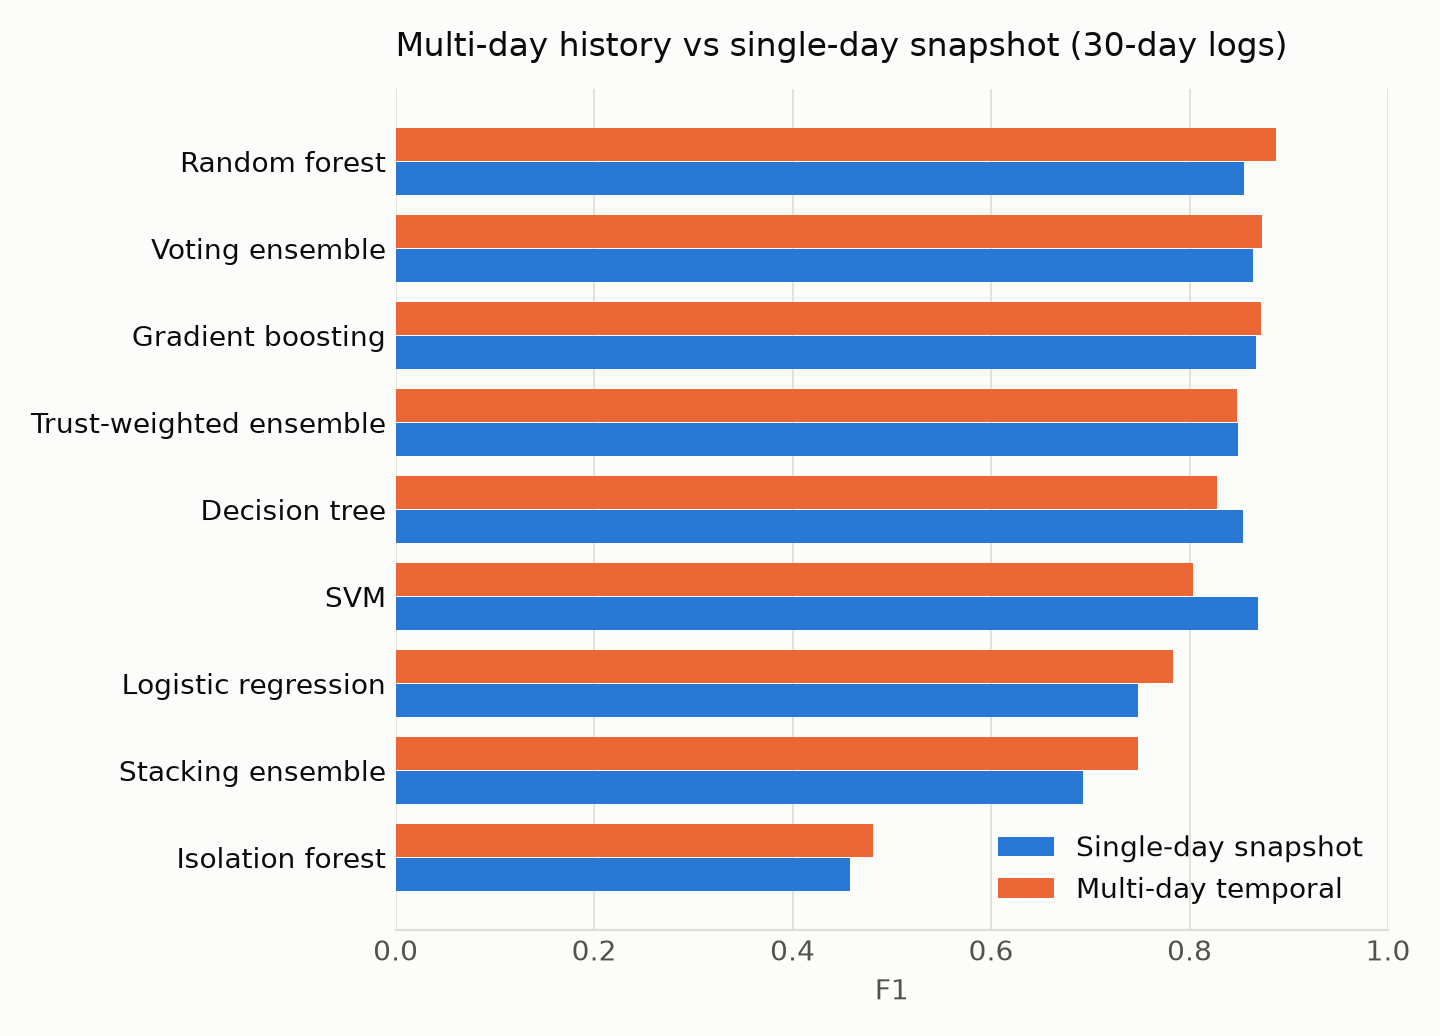 Multi-day history vs single-day snapshot (30-day logs)
Random forest
Voting ensemble
Gradient boosting
Trust-weighted ensemble
Decision tree
SVM
Logistic regression
Stacking ensemble
Isolation forest
Single-day snapshot
Multi-day temporal
0.0 0.2 0.4 0.6 0.8 1.0
F1